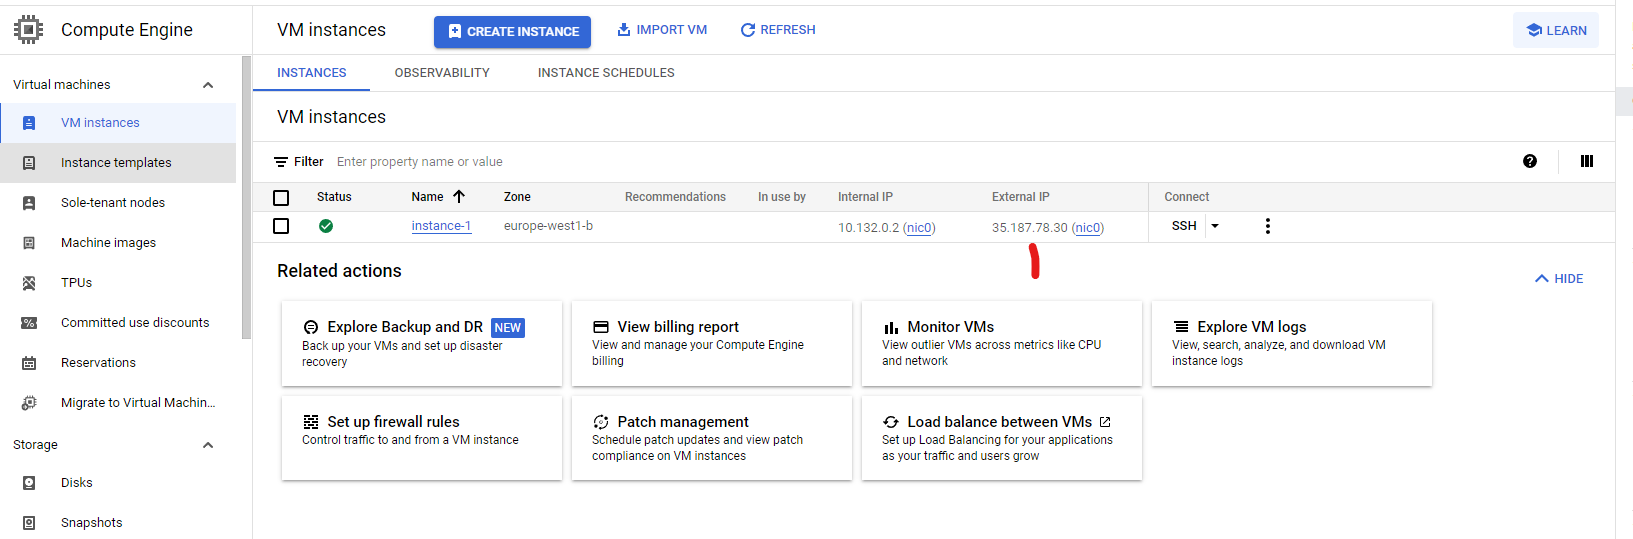 Compute Engine
VM instances
CREATE INSTANCE
IMPORT VM
REFRESH
LEARN
Virtual machines
VM instances
Instance templates
Sole-tenant nodes
Machine images
TPUs
Committed use discounts
Reservations
Migrate to Virtual Machin...
Storage
Disks
Snapshots
INSTANCES
OBSERVABILITY
INSTANCE SCHEDULES
VM instances
Filter Enter property name or value
Status Name Zone Recommendations In use by Internal IP External IP Connect
instance-1 europe-west1-b 10.132.0.2 (nic0) 35.187.78.30 (nic0) SSH
Related actions
HIDE
Explore Backup and DR NEW
Back up your VMs and set up disaster
recovery
View billing report
View and manage your Compute Engine
billing
Monitor VMs
View outlier VMs across metrics like CPU
and network
Explore VM logs
View, search, analyze, and download VM
instance logs
Set up firewall rules
Control traffic to and from a VM instance
Patch management
Schedule patch updates and view patch
compliance on VM instances
Load balance between VMs
Set up Load Balancing for your applications
as your traffic and users grow